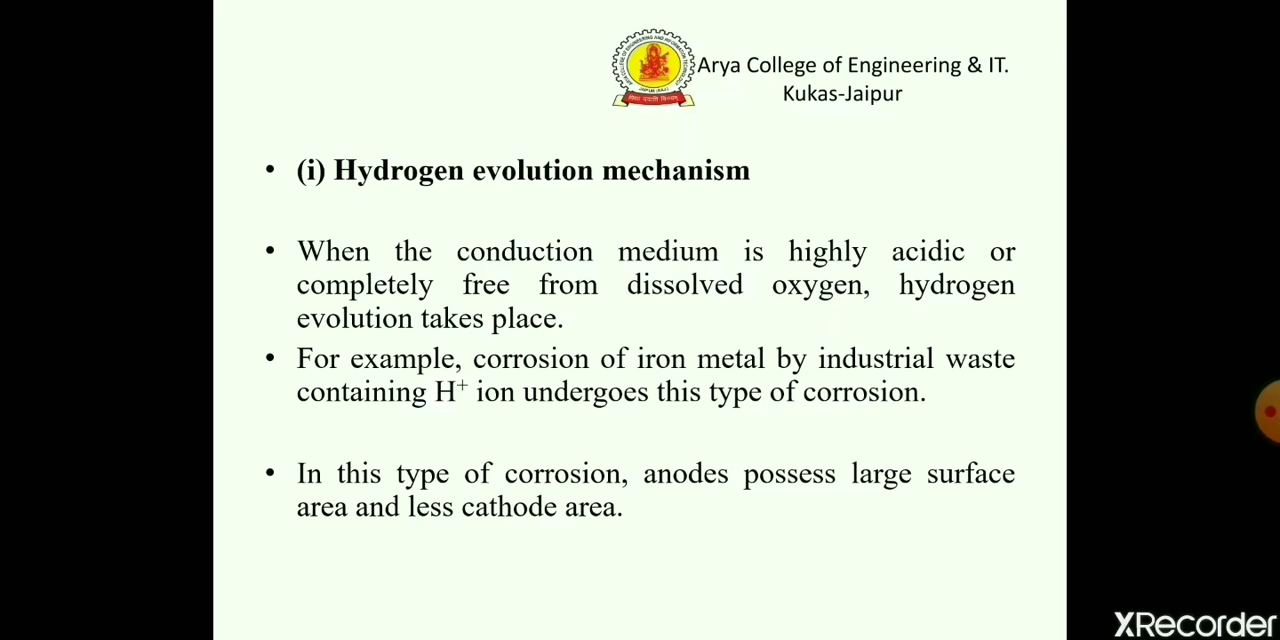 Arya College of Engineering & IT.
Kukas-Jaipur
• (i) Hydrogen evolution mechanism
• When the conduction medium is highly acidic or
completely free from dissolved oxygen, hydrogen
evolution takes place.
• For example, corrosion of iron metal by industrial waste
containing H⁺ ion undergoes this type of corrosion.
• In this type of corrosion, anodes possess large surface
area and less cathode area.
XRecorder